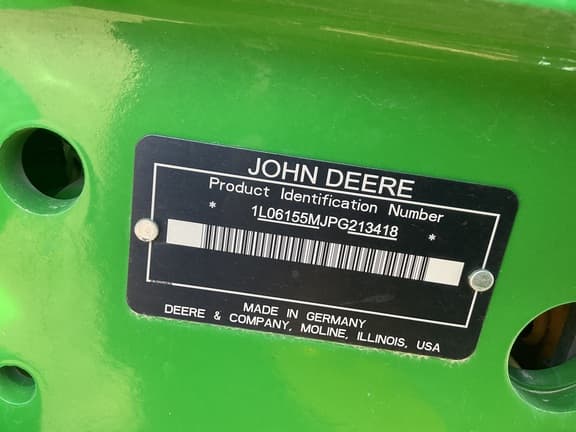 JOHN DEERE
Product Identification Number
* 1L06155MJPG213418 *
MADE IN GERMANY
DEERE & COMPANY, MOLINE, ILLINOIS, USA